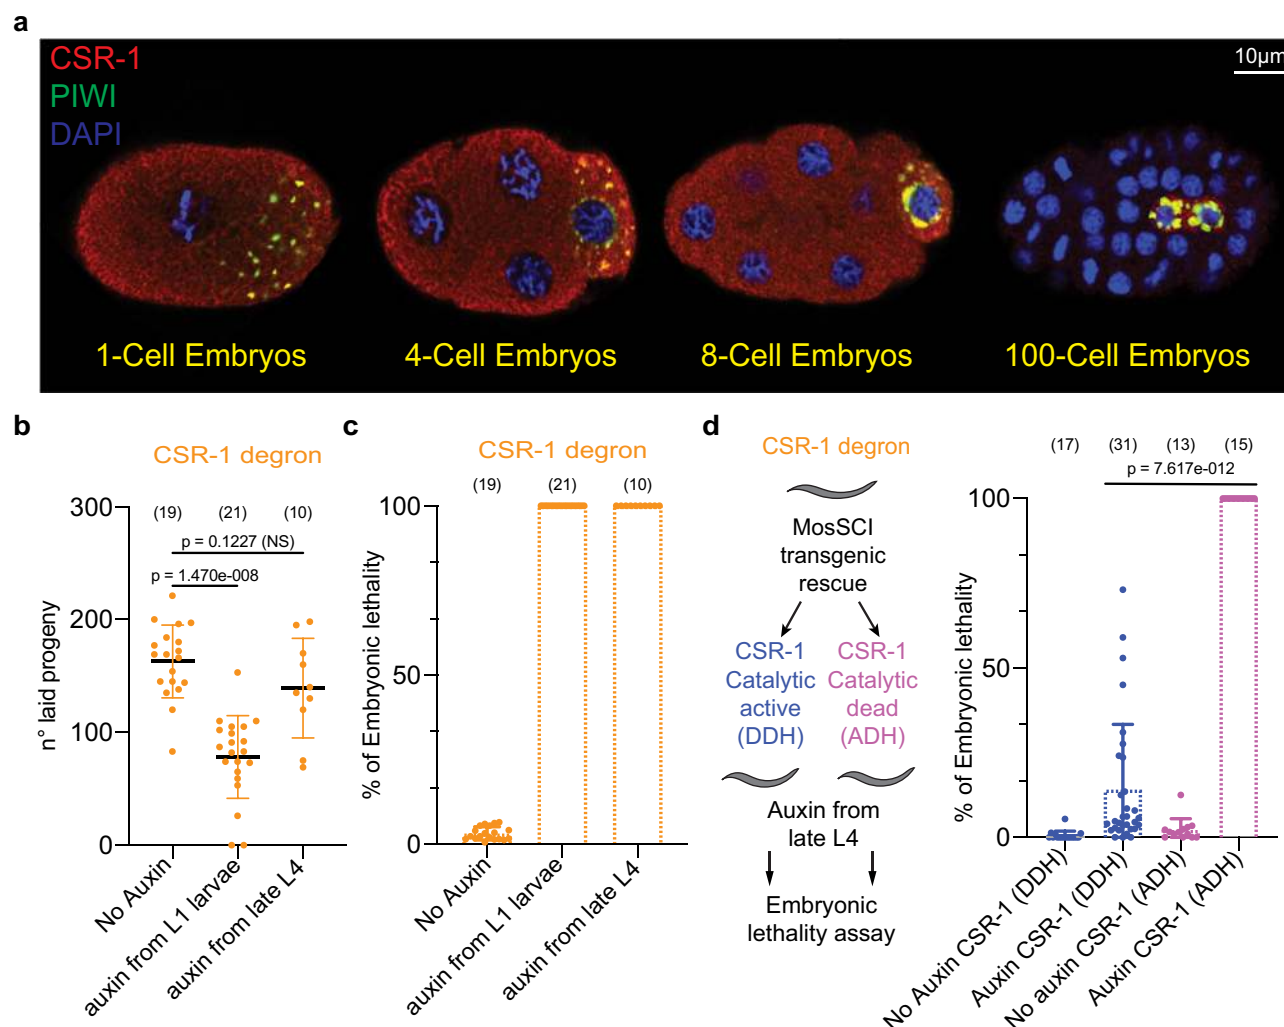 a
CSR-1
PIWI
DAPI
10µm
1-Cell Embryos
4-Cell Embryos
8-Cell Embryos
100-Cell Embryos
b
CSR-1 degron
300
200
100
0
n° laid progeny
(19)
(21)
(10)
p = 0.1227 (NS)
p = 1.470e-008
No Auxin
auxin from L1 larvae
auxin from late L4
c
CSR-1 degron
(19)
(21)
(10)
100
50
0
% of Embryonic lethality
No Auxin
auxin from L1 larvae
auxin from late L4
d
CSR-1 degron
MosSCI
transgenic
rescue
CSR-1
Catalytic
active
(DDH)
CSR-1
Catalytic
dead
(ADH)
Auxin from
late L4
Embryonic
lethality assay
(17)
(31)
(13)
(15)
p = 7.617e-012
100
50
0
% of Embryonic lethality
No Auxin CSR-1 (DDH)
Auxin CSR-1 (DDH)
No auxin CSR-1 (ADH)
Auxin CSR-1 (ADH)